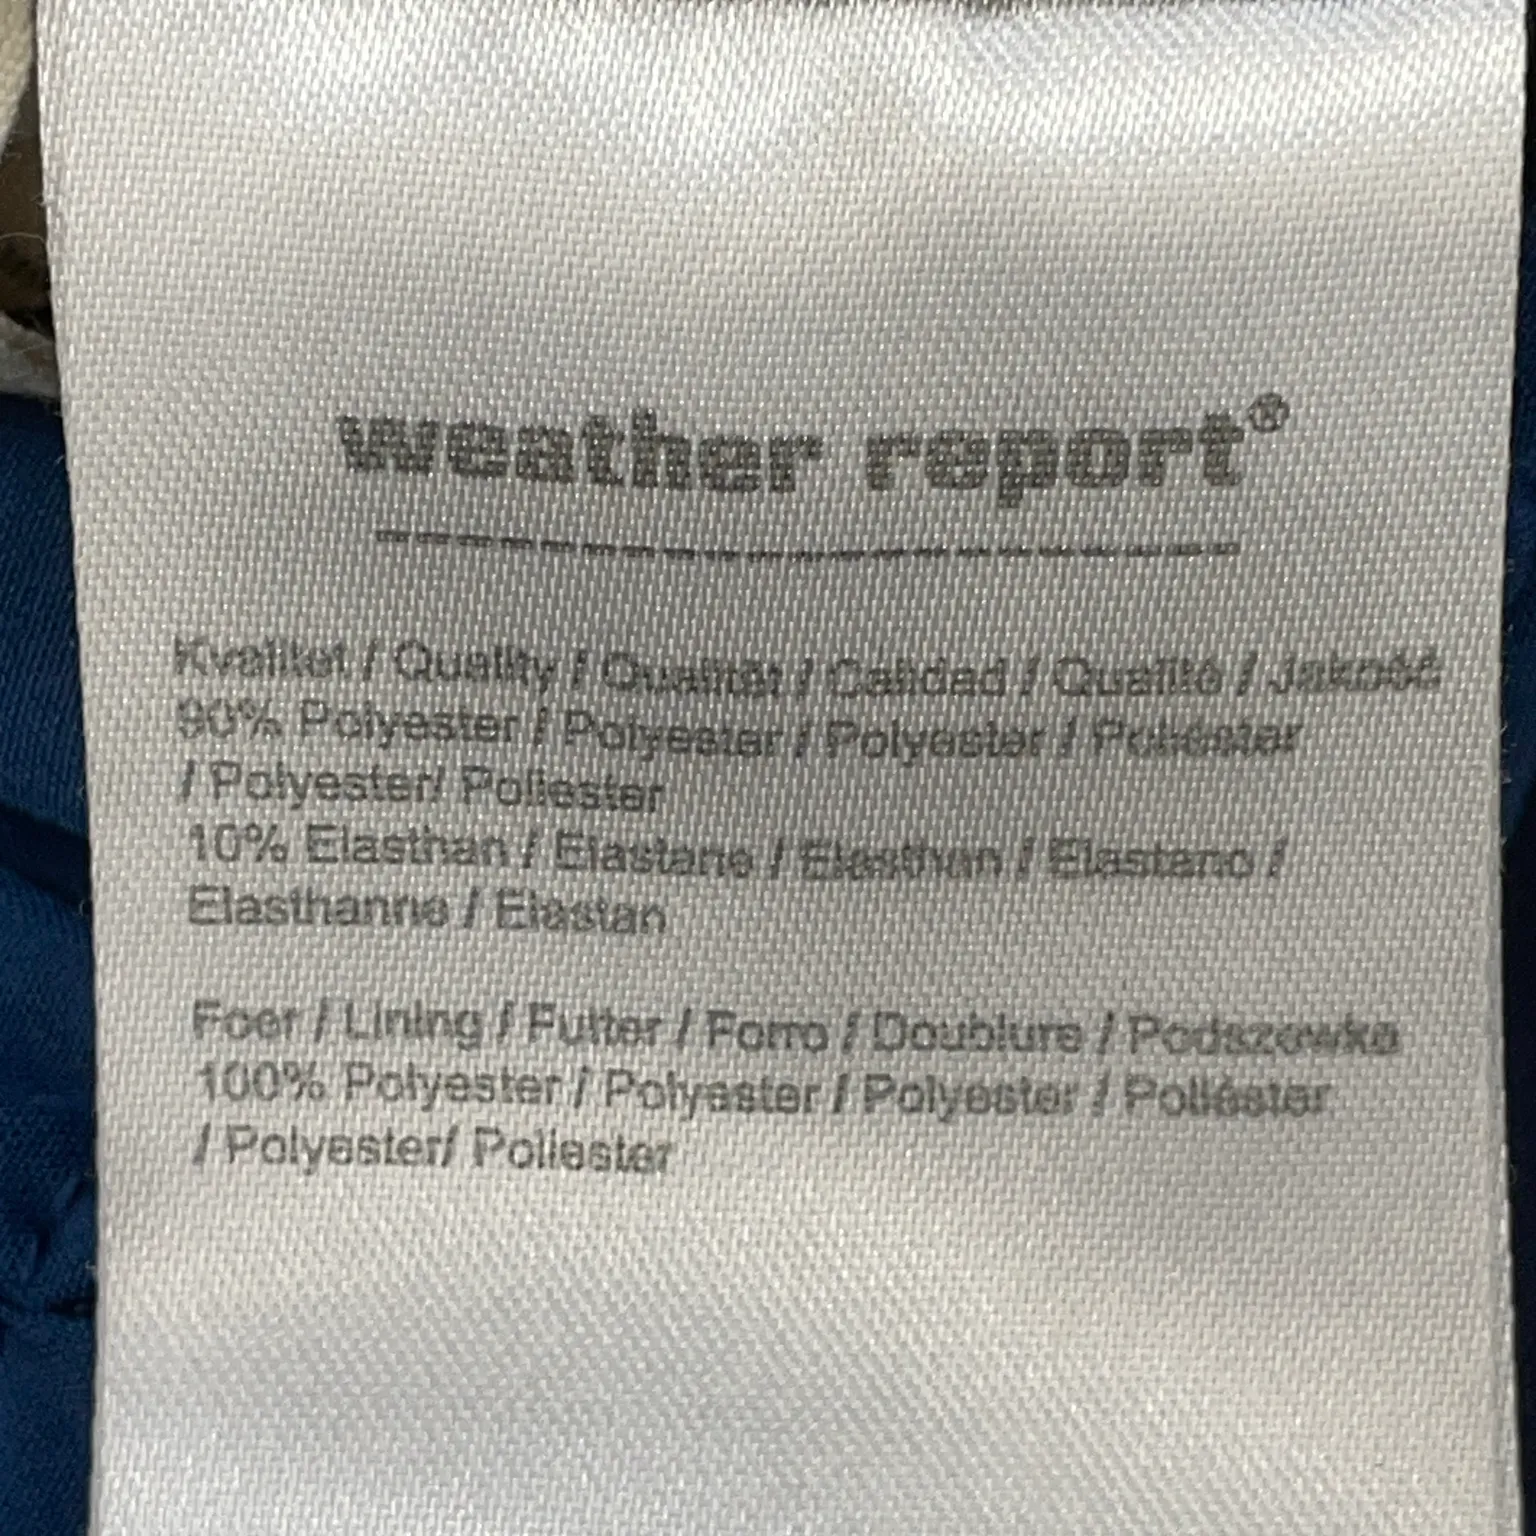 weather report®
Kvalitet / Quality / Qualität / Calidad / Qualité / Jakość
90% Polyester / Polyester / Polyester / Poliéster
/ Polyester/ Poliester
10% Elasthan / Elastane / Elasthan / Elastano /
Elasthanne / Elastan
Foer / Lining / Futter / Forro / Doublure / Podszewka
100% Polyester / Polyester / Polyester / Poliéster
/ Polyester/ Poliester